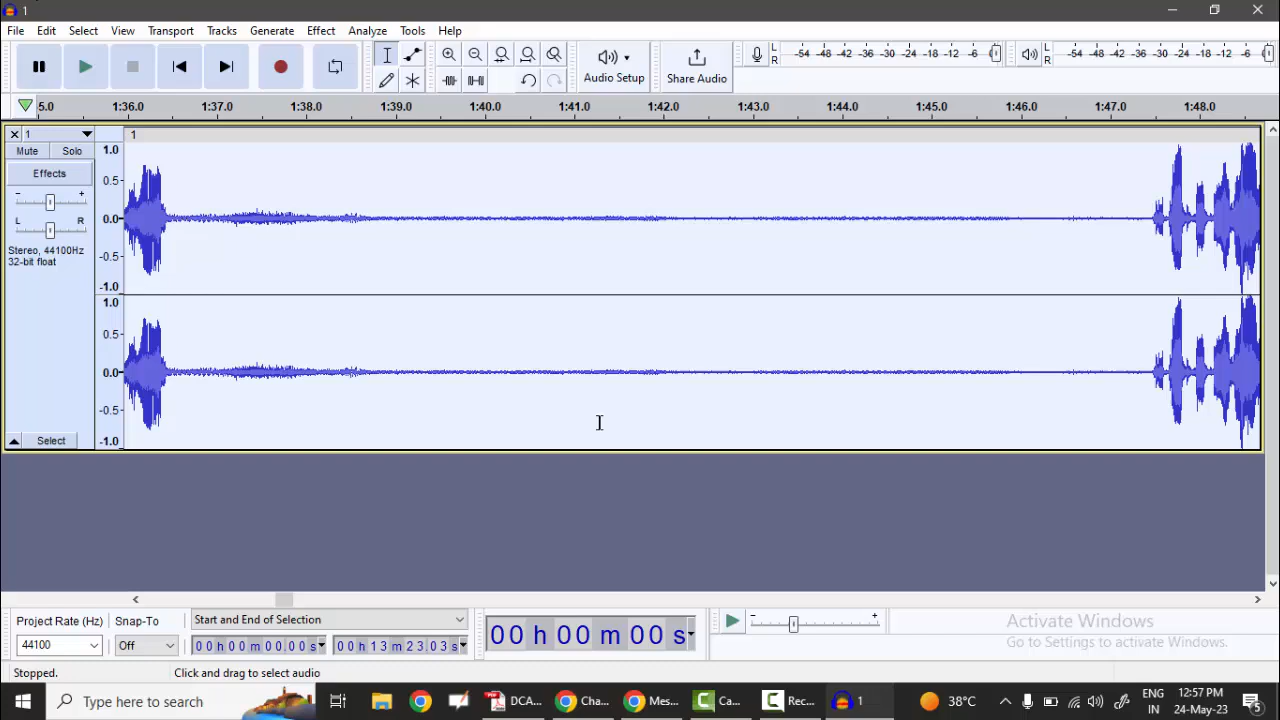 1
File Edit Select View Transport Tracks Generate Effect Analyze Tools Help
Audio Setup
Share Audio
L R -54 -48 -42 -36 -30 -24 -18 -12 -6
L R -54 -48 -42 -36 -30 -24 -18 -12 -6
5.0 1:36.0 1:37.0 1:38.0 1:39.0 1:40.0 1:41.0 1:42.0 1:43.0 1:44.0 1:45.0 1:46.0 1:47.0 1:48.0
1
1
Mute Solo
Effects
- +
L R
Stereo, 44100Hz
32-bit float
Select
1.0
0.5
0.0
-0.5
-1.0
1.0
0.5
0.0
-0.5
-1.0
Project Rate (Hz) Snap-To
44100 Off
Start and End of Selection
00 h 00 m 00.00 s 00 h 13 m 23.03 s
00 h 00 m 00 s
- +
Activate Windows
Go to Settings to activate Windows.
Stopped. Click and drag to select audio
Type here to search
DCA...
Cha...
Mes...
Ca...
Rec...
1
38°C
ENG
IN
12:57 PM
24-May-23
5